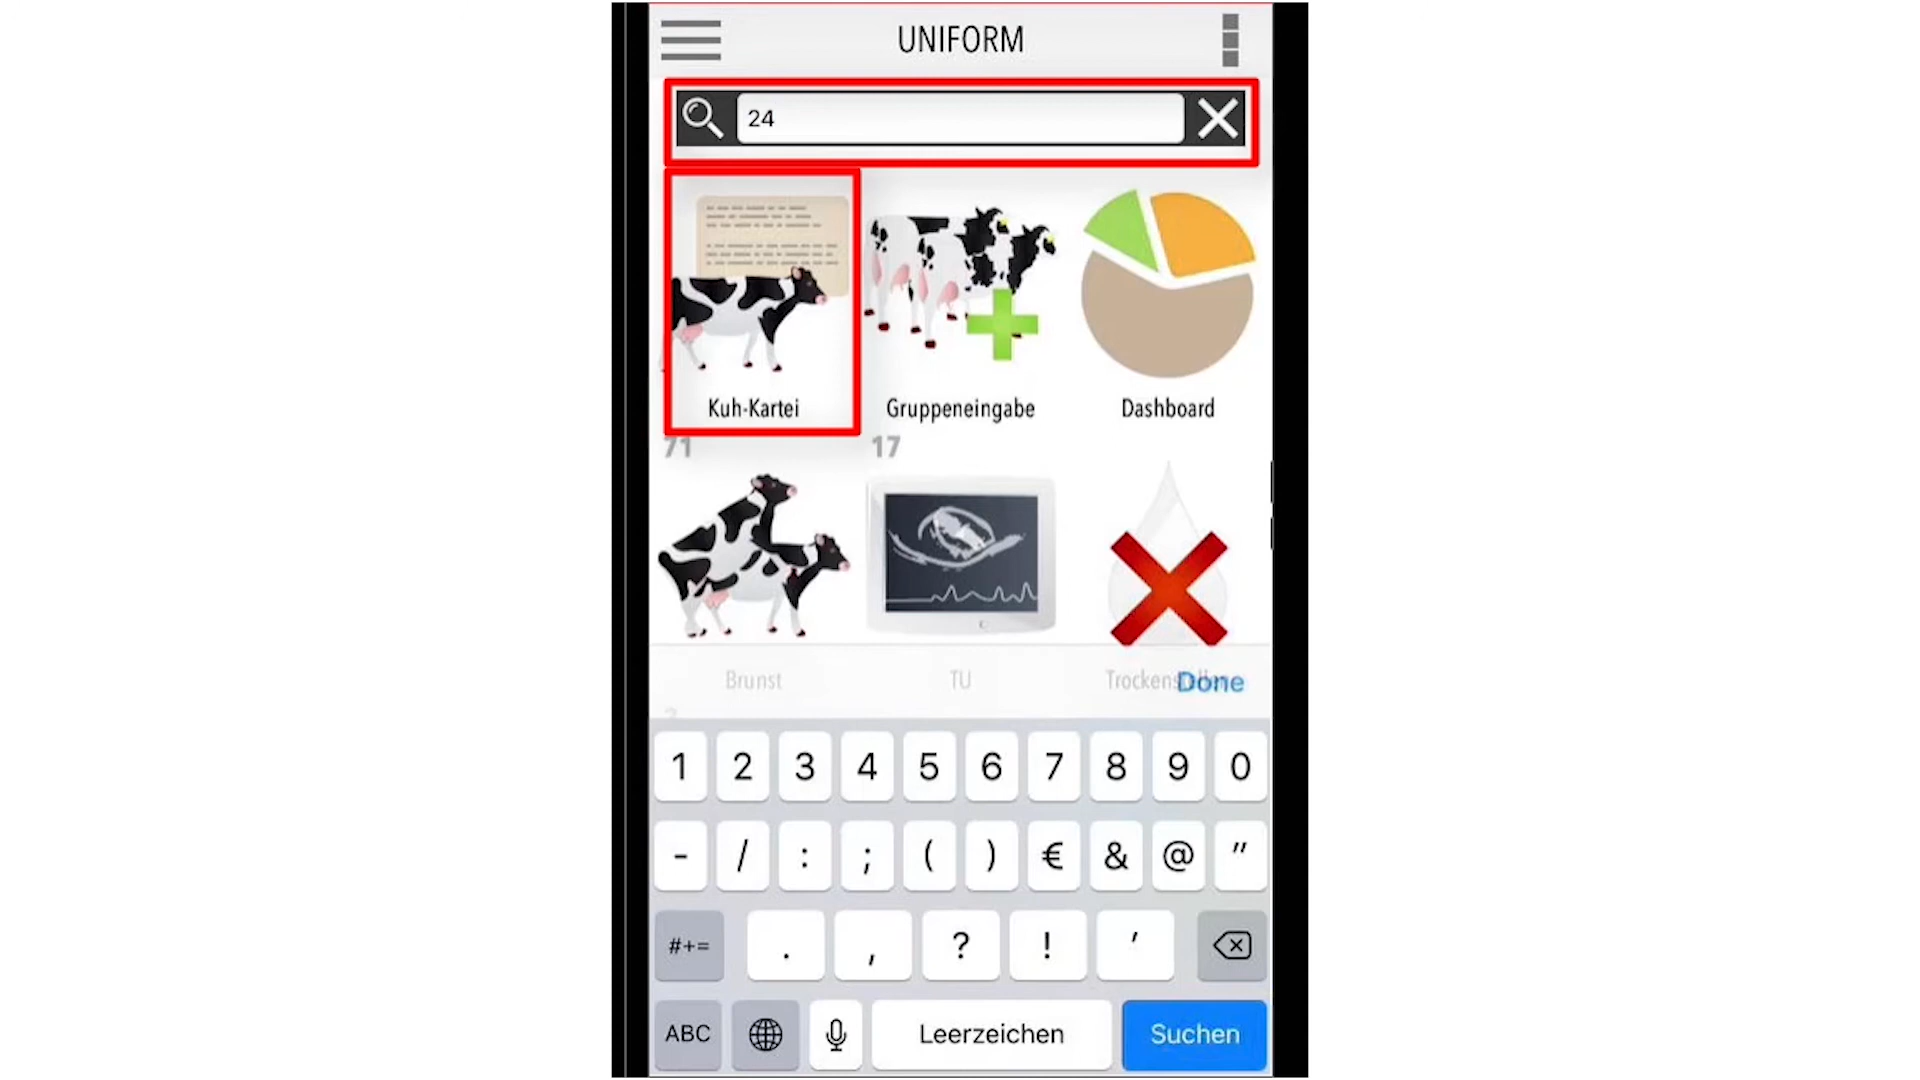 UNIFORM
24
Kuh-Kartei
Gruppeneingabe
Dashboard
71
17
Brunst
TU
Done
1 2 3 4 5 6 7 8 9 0
- / : ; ( ) € & @ "
#+= . , ? ! '
ABC
Leerzeichen
Suchen